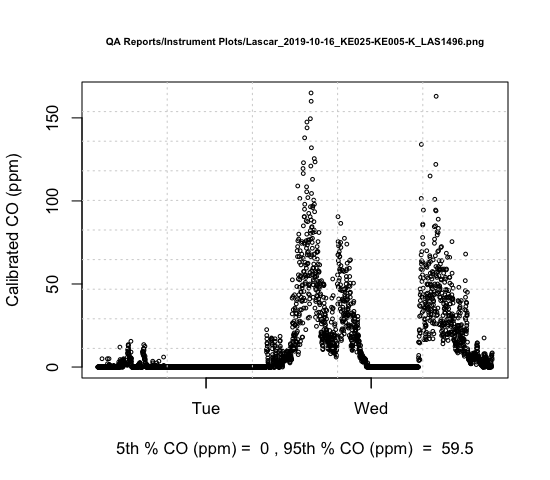 QA Reports/Instrument Plots/Lascar_2019-10-16_KE025-KE005-K_LAS1496.png
Calibrated CO (ppm)
150
100
50
0
Tue Wed
5th % CO (ppm) = 0 , 95th % CO (ppm) = 59.5